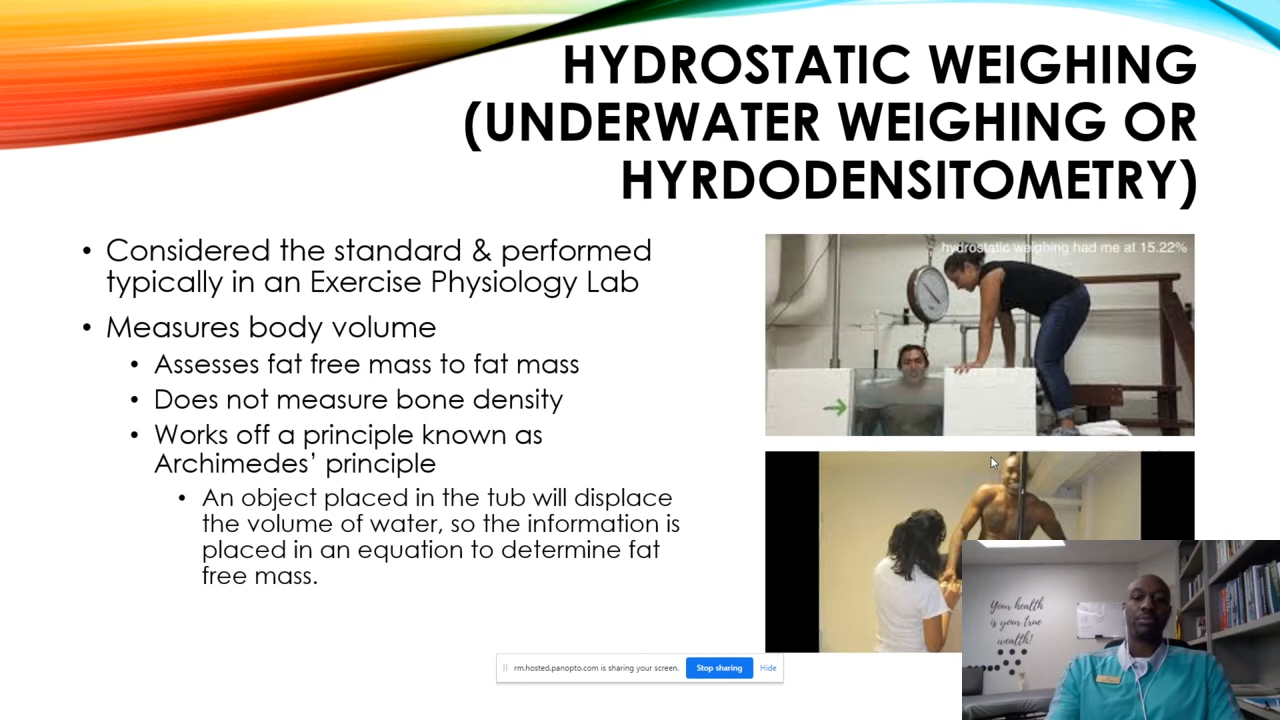 HYDROSTATIC WEIGHING
(UNDERWATER WEIGHING OR
HYRDODENSITOMETRY)
• Considered the standard & performed
typically in an Exercise Physiology Lab
• Measures body volume
• Assesses fat free mass to fat mass
• Does not measure bone density
• Works off a principle known as
Archimedes’ principle
• An object placed in the tub will displace
the volume of water, so the information is
placed in an equation to determine fat
free mass.
hydrostatic weighing had me at 15.22%
Your health
is your true
wealth!
rm.hosted.panopto.com is sharing your screen.
Stop sharing
Hide